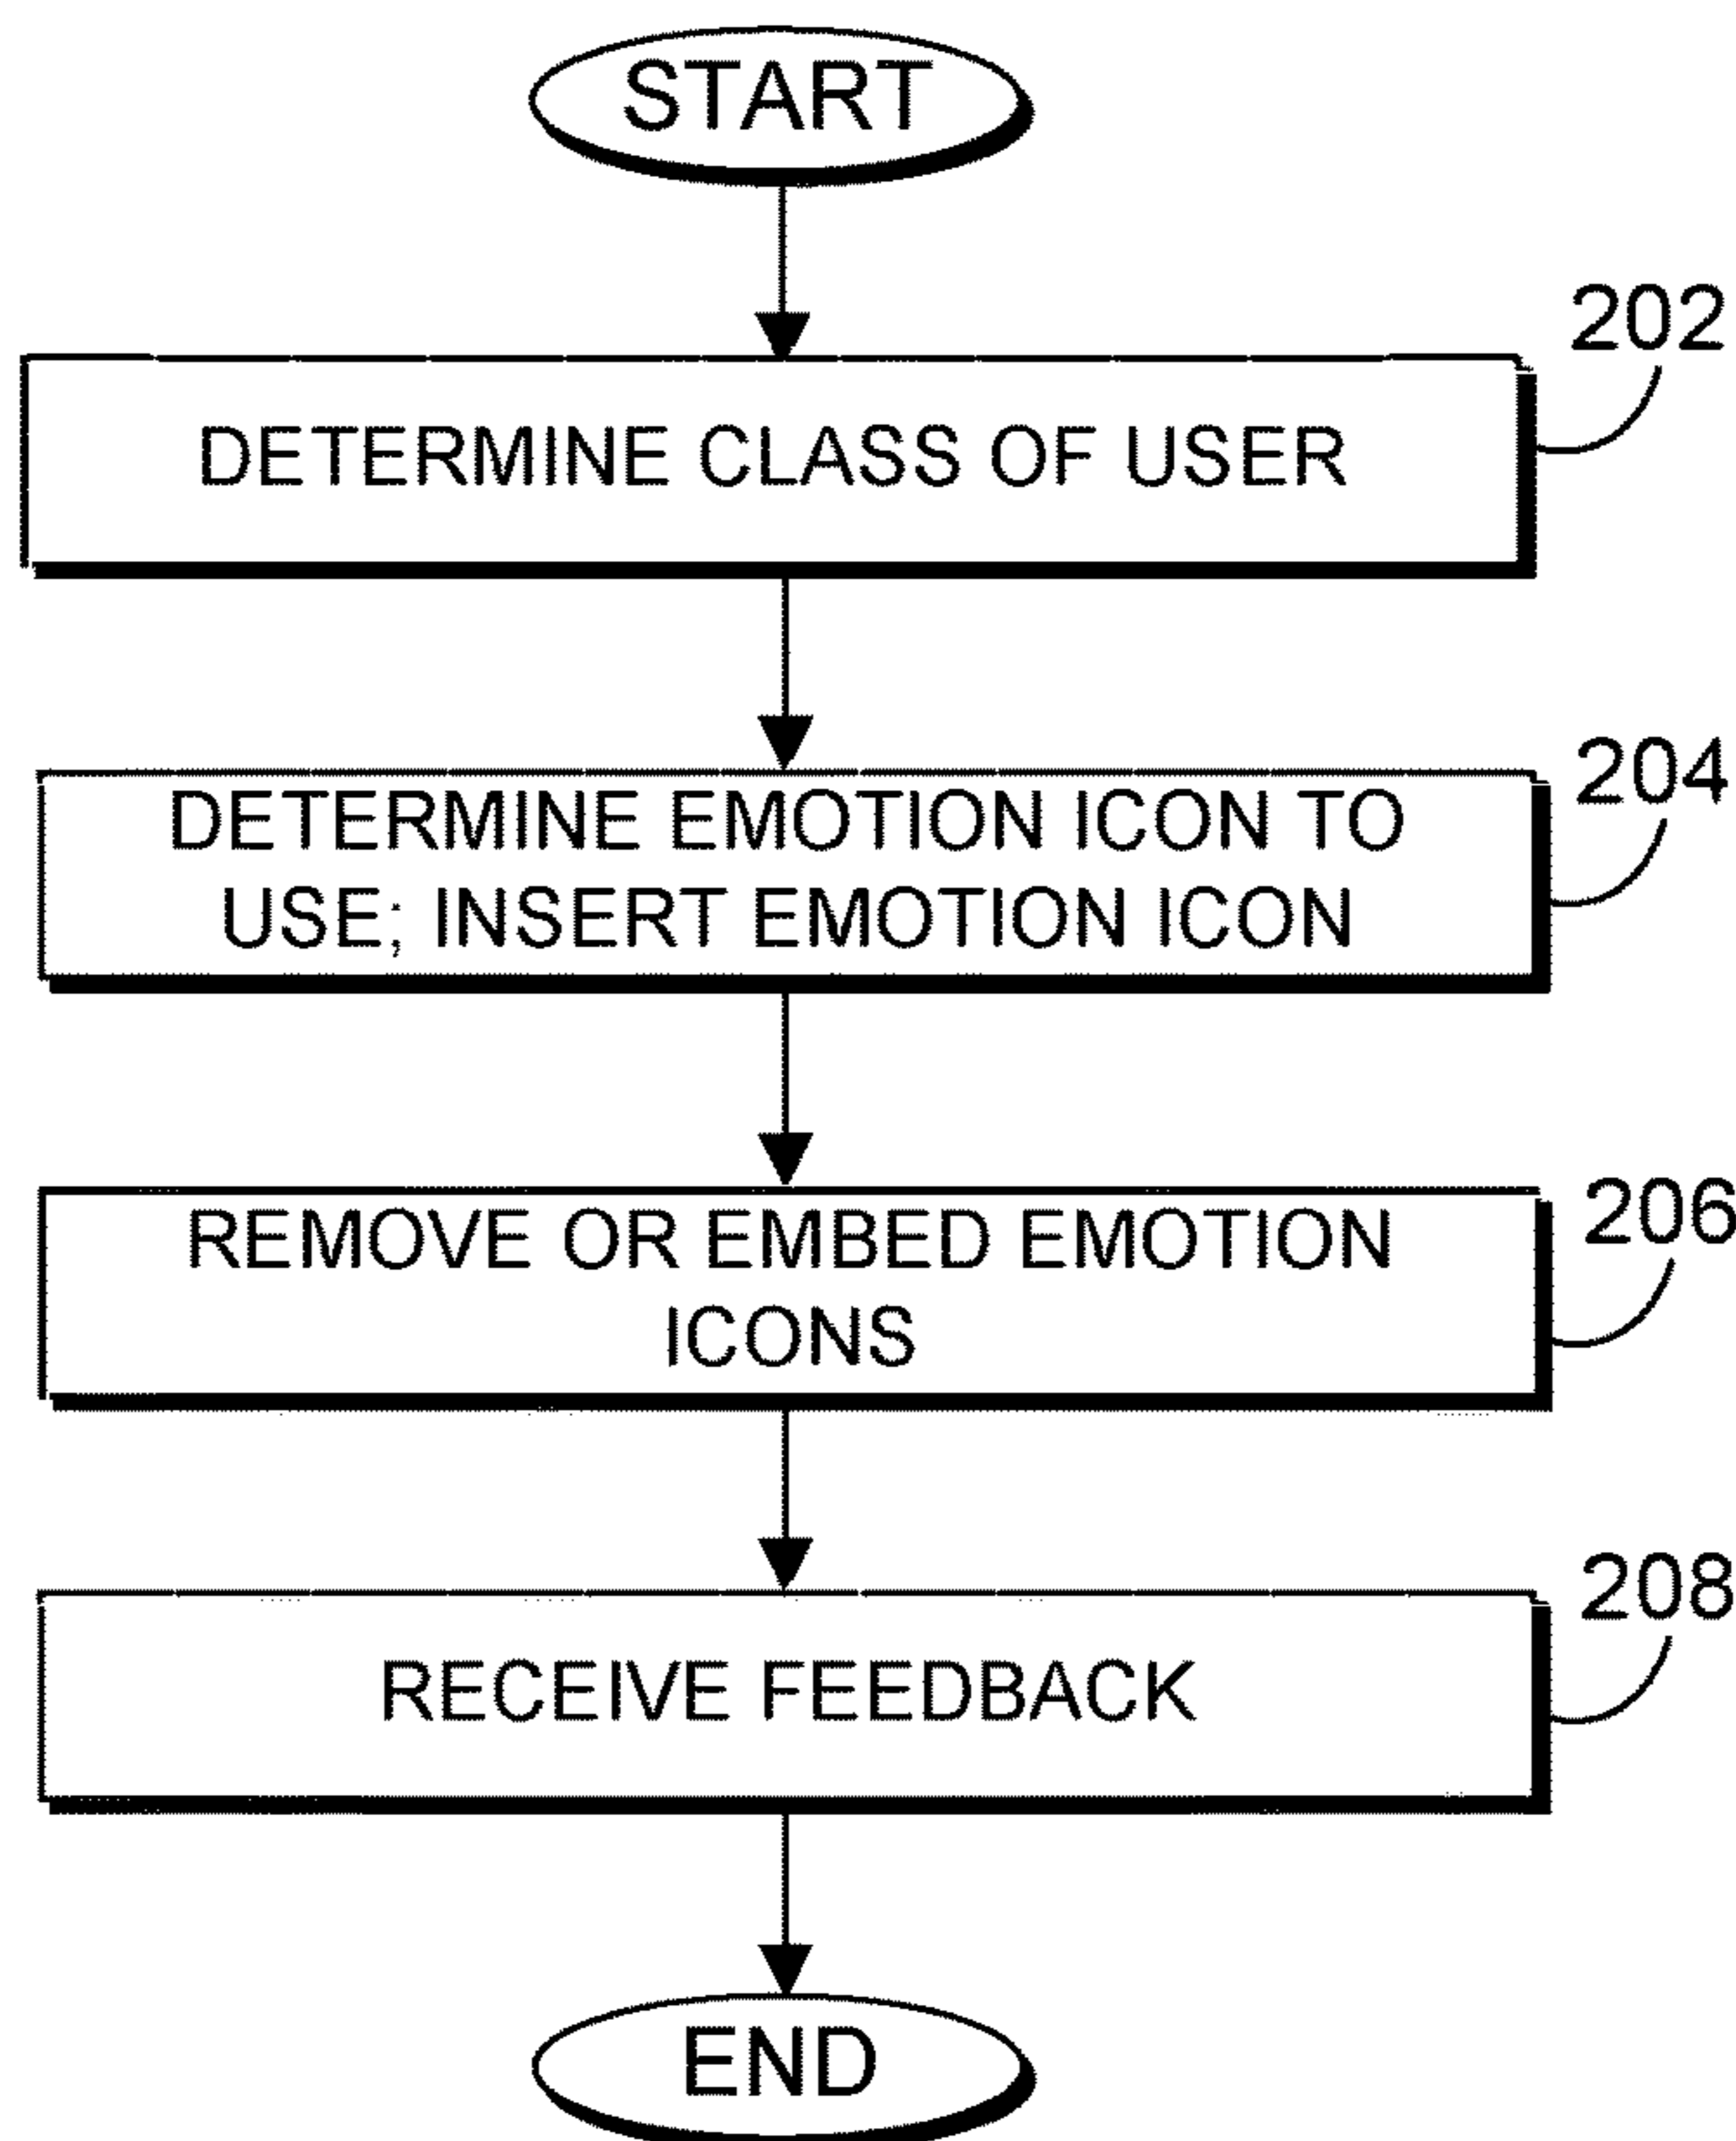 START
202
DETERMINE CLASS OF USER
204
DETERMINE EMOTION ICON TO
USE; INSERT EMOTION ICON
206
REMOVE OR EMBED EMOTION
ICONS
208
RECEIVE FEEDBACK
END